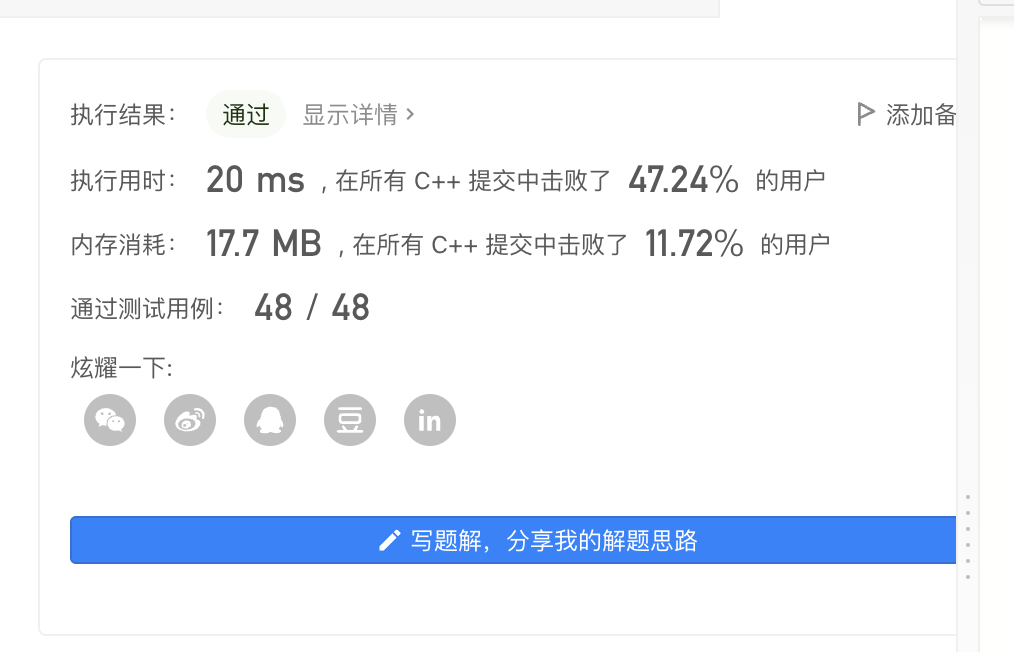 执行结果： 通过 显示详情 › 添加备
执行用时： 20 ms , 在所有 C++ 提交中击败了 47.24% 的用户
内存消耗： 17.7 MB , 在所有 C++ 提交中击败了 11.72% 的用户
通过测试用例： 48 / 48
炫耀一下:
豆 in
写题解，分享我的解题思路